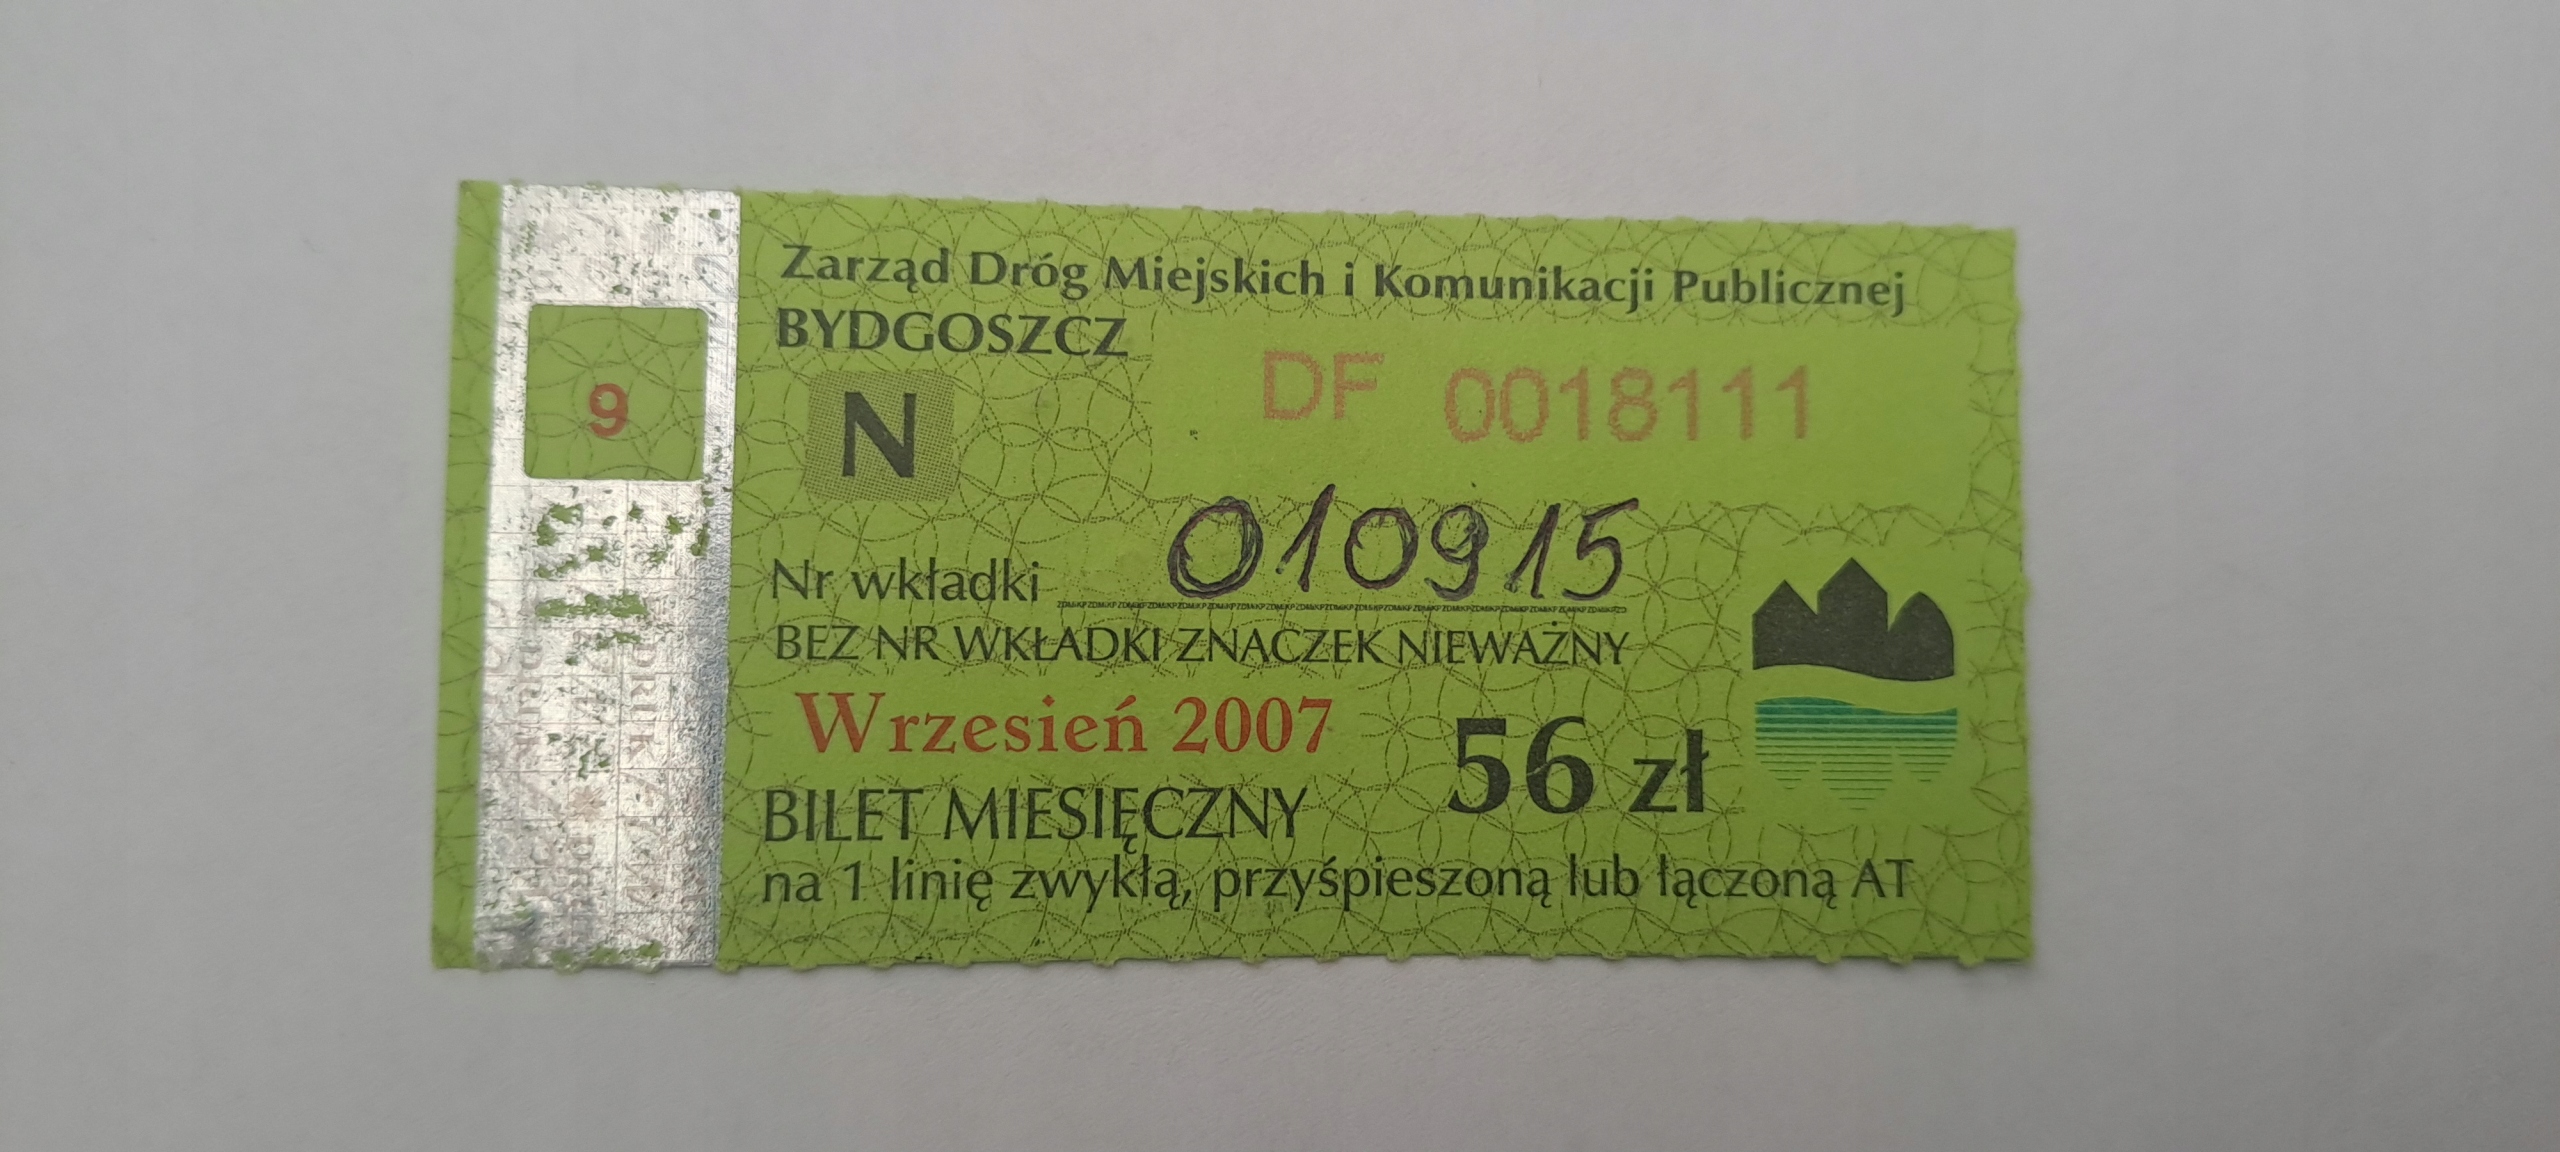 Zarząd Dróg Miejskich i Komunikacji Publicznej
BYDGOSZCZ
9
N
DF 0018111
Nr wkładki 010915
BEZ NR WKŁADKI ZNACZEK NIEWAŻNY
Wrzesień 2007
56 zł
BILET MIESIĘCZNY
na 1 linię zwykłą, przyśpieszoną lub łączoną AT